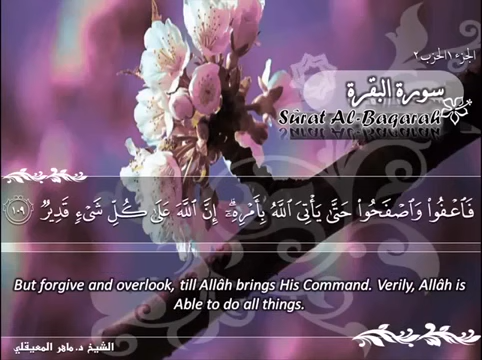 الجزء ١ الحزب ٢
سورة البقرة
Sûrat Al-Baqarah
فَٱعْفُوا۟ وَٱصْفَحُوا۟ حَتَّىٰ يَأْتِىَ ٱللَّهُ بِأَمْرِهِۦٓ ۗ إِنَّ ٱللَّهَ عَلَىٰ كُلِّ شَىْءٍ قَدِيرٌ ١٠٩
But forgive and overlook, till Allâh brings His Command. Verily, Allâh is
Able to do all things.
الشيخ د. ماهر المعيقلي